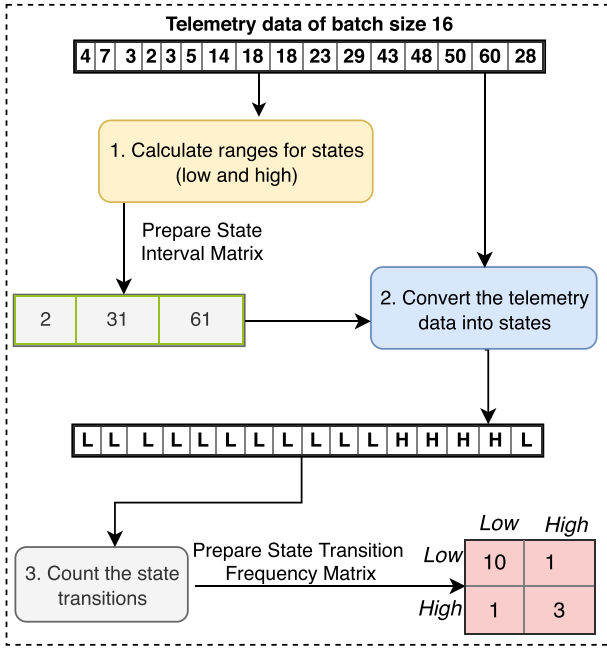 Telemetry data of batch size 16
4 7 3 2 3 5 14 18 18 23 29 43 48 50 60 28
1. Calculate ranges for states
(low and high)
Prepare State
Interval Matrix
2 31 61
2. Convert the telemetry
data into states
L L L L L L L L L L L H H H H L
3. Count the state
transitions
Prepare State Transition
Frequency Matrix
Low High
Low 10 1
High 1 3